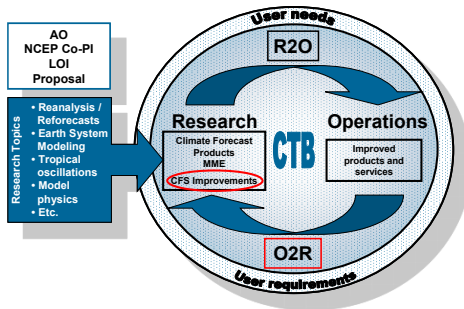 AO
NCEP Co-PI
LOI
Proposal
Research Topics
• Reanalysis /
Reforecasts
• Earth System
Modeling
• Tropical
oscillations
• Model
physics
• Etc.
User needs
R2O
Research
Climate Forecast
Products
MME
CFS Improvements
CTB
Operations
Improved
products and
services
O2R
User requirements